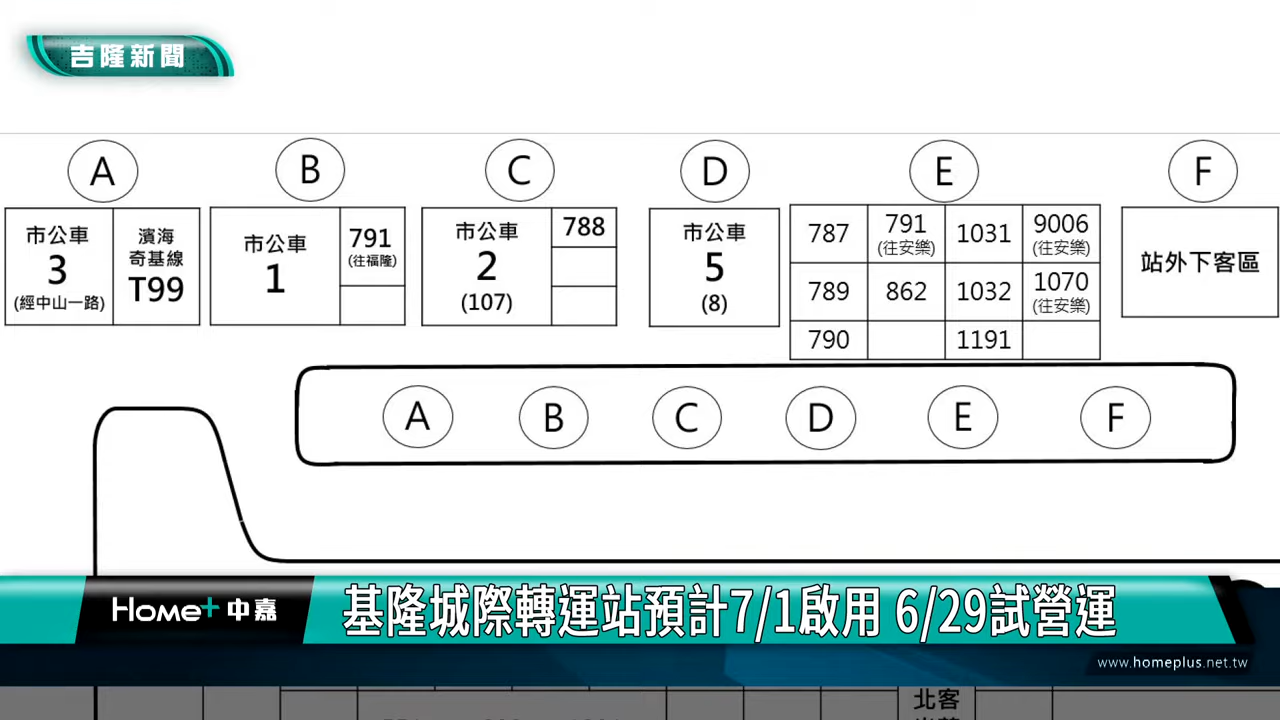 吉隆新聞
A
B
C
D
E
F
市公車
3
(經中山一路)
濱海
奇基線
T99
市公車
1
791
(往福隆)
市公車
2
(107)
788
市公車
5
(8)
787
791
(往安樂)
1031
9006
(往安樂)
789
862
1032
1070
(往安樂)
790
1191
站外下客區
A
B
C
D
E
F
Home+中嘉
基隆城際轉運站預計7/1啟用 6/29試營運
www.homeplus.net.tw
北客